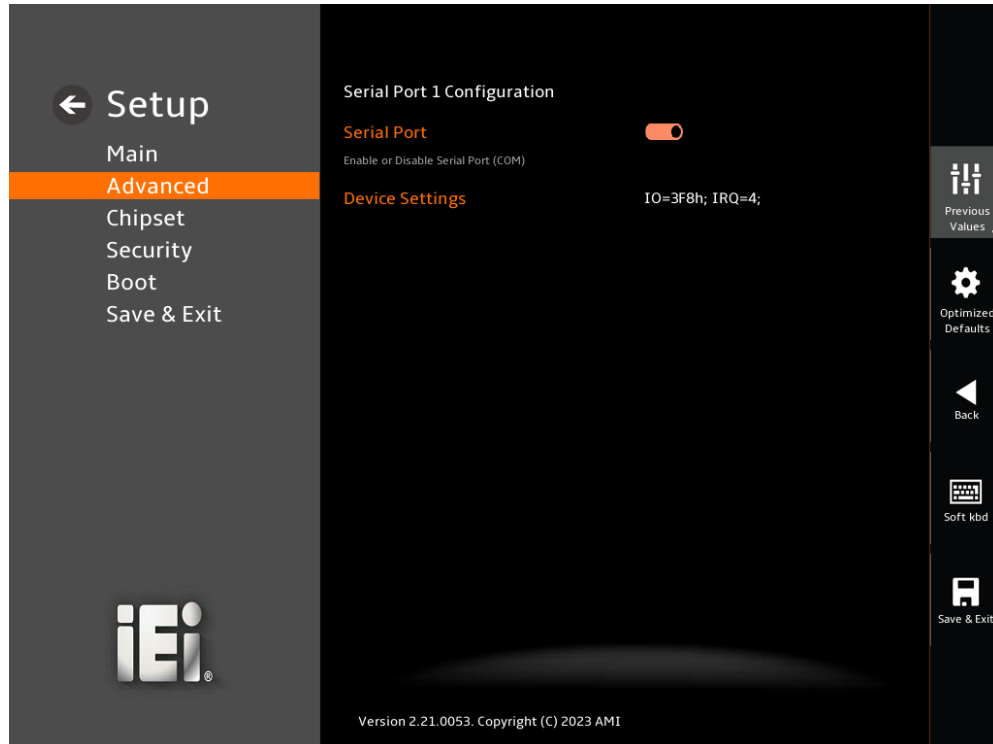 Setup
Main
Advanced
Chipset
Security
Boot
Save & Exit
iEi®
Serial Port 1 Configuration
Serial Port
Enable or Disable Serial Port (COM)
Device Settings IO=3F8h; IRQ=4;
Version 2.21.0053. Copyright (C) 2023 AMI
Previous
Values
Optimized
Defaults
Back
Soft kbd
Save & Exit